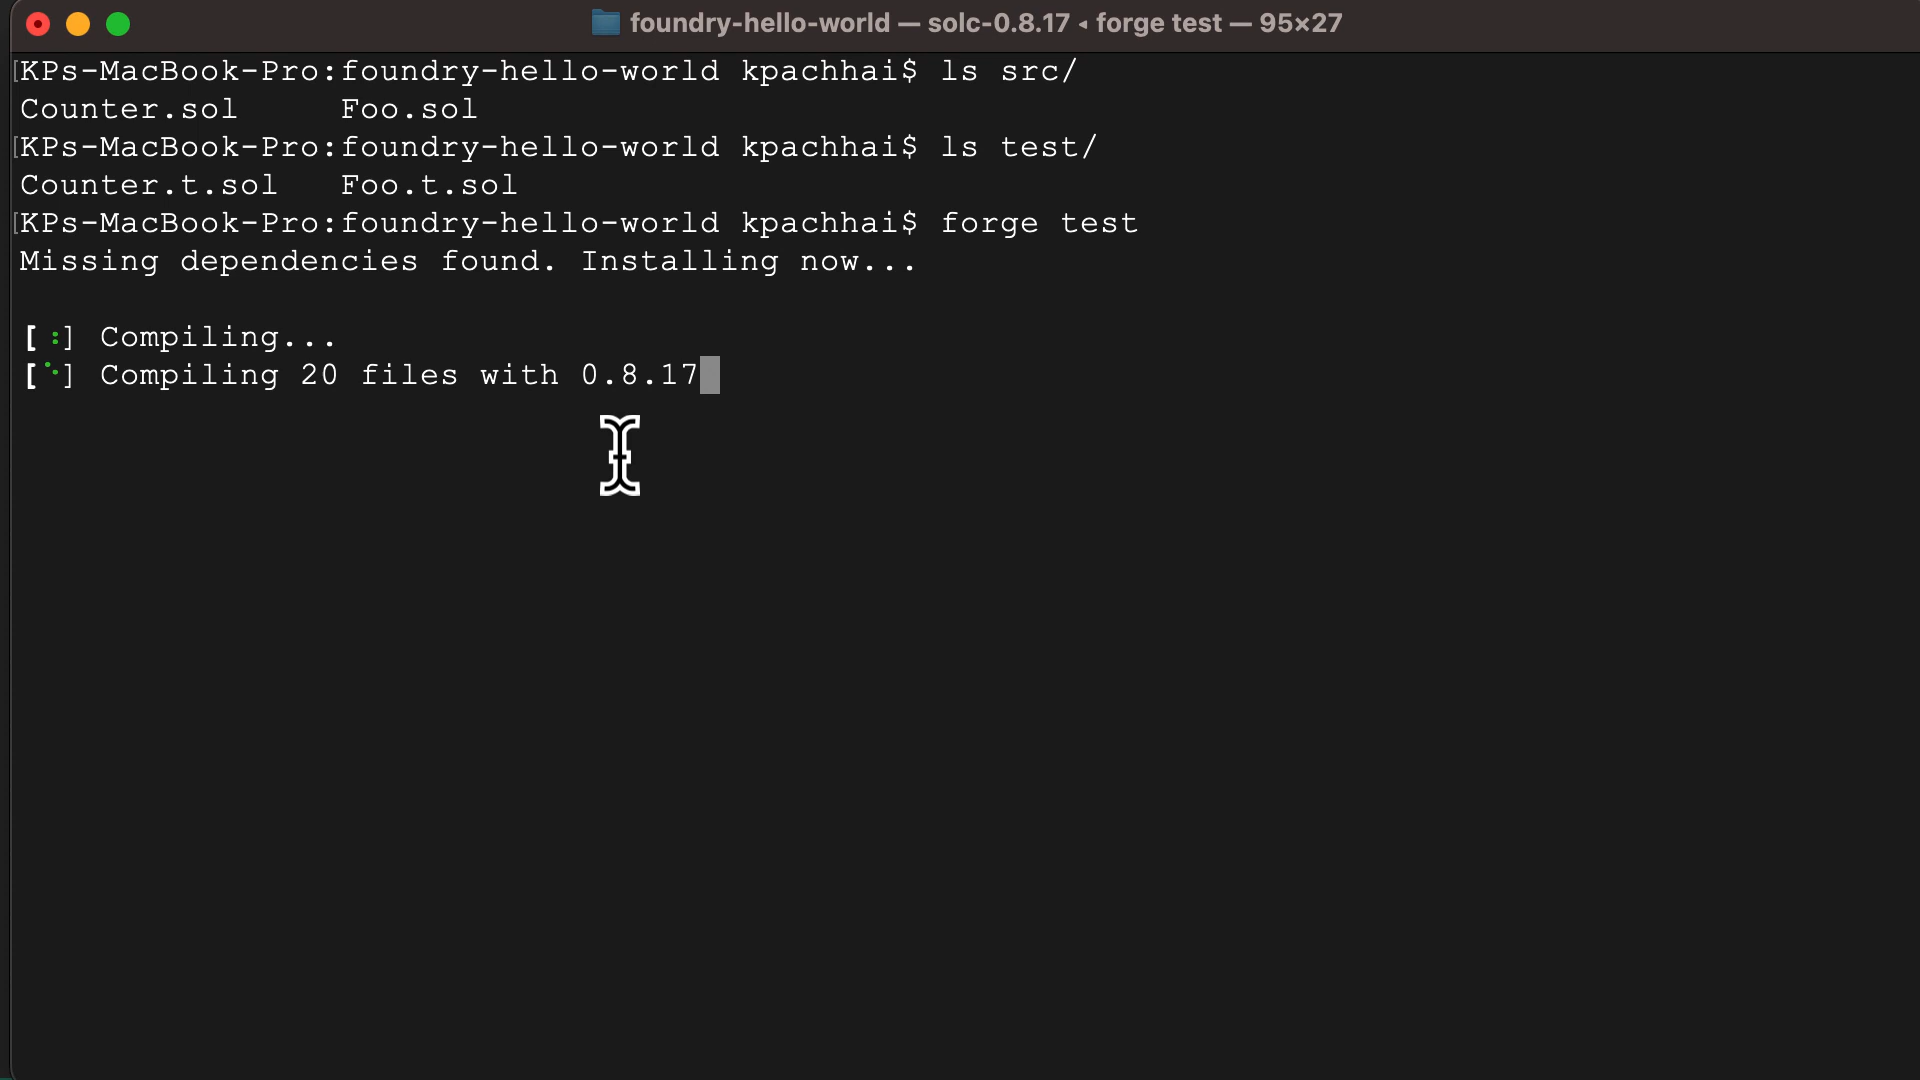 foundry-hello-world — solc-0.8.17 ◂ forge test — 95×27
[KPs-MacBook-Pro:foundry-hello-world kpachhai$ ls src/
Counter.sol     Foo.sol
[KPs-MacBook-Pro:foundry-hello-world kpachhai$ ls test/
Counter.t.sol   Foo.t.sol
[KPs-MacBook-Pro:foundry-hello-world kpachhai$ forge test
Missing dependencies found. Installing now...
[⠰] Compiling...
[⠑] Compiling 20 files with 0.8.17